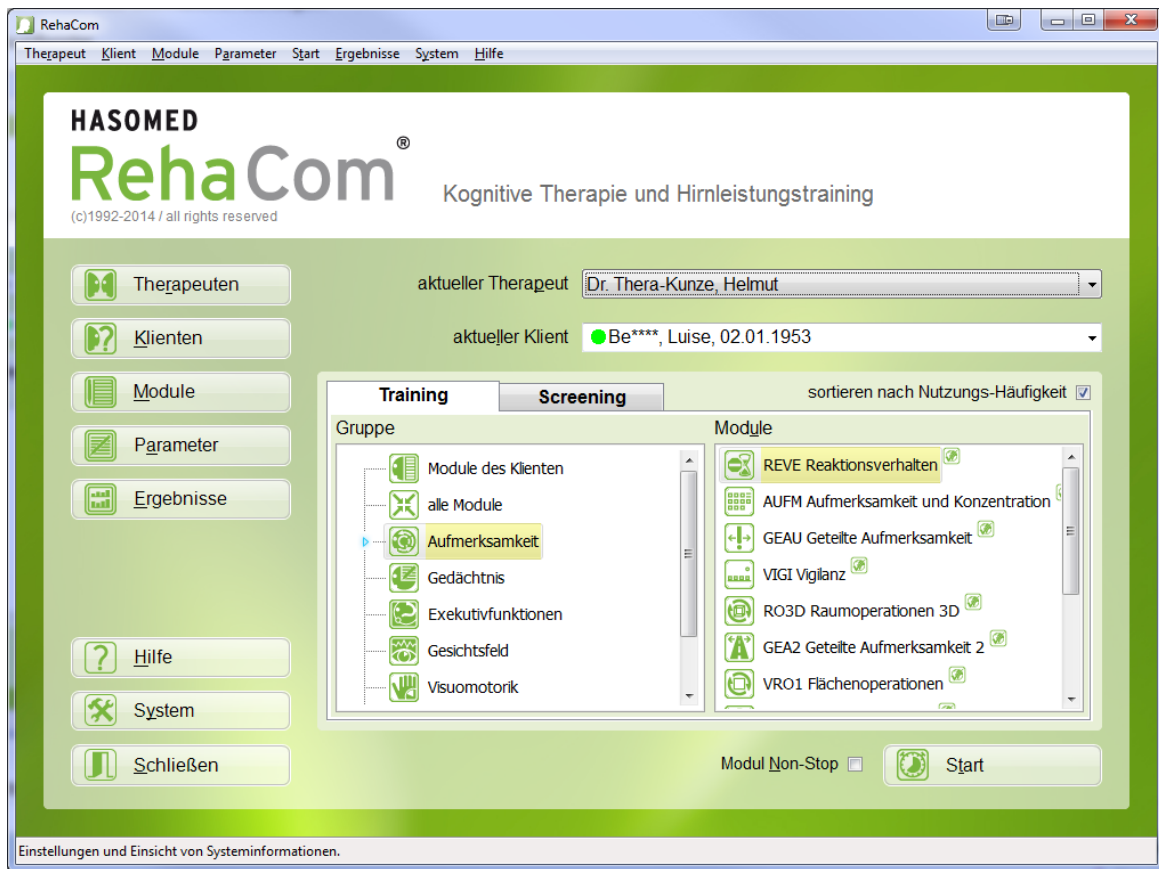 RehaCom
Therapeut Klient Module Parameter Start Ergebnisse System Hilfe
HASOMED
RehaCom®
(c)1992-2014 / all rights reserved
Kognitive Therapie und Hirnleistungstraining
Therapeuten
aktueller Therapeut Dr. Thera-Kunze, Helmut
Klienten
aktueller Klient Be****, Luise, 02.01.1953
Module
Parameter
Ergebnisse
Training Screening sortieren nach Nutzungs-Häufigkeit
Gruppe
Module des Klienten
alle Module
Aufmerksamkeit
Gedächtnis
Exekutivfunktionen
Gesichtsfeld
Visuomotorik
Module
REVE Reaktionsverhalten
AUFM Aufmerksamkeit und Konzentration
GEAU Geteilte Aufmerksamkeit
VIGI Vigilanz
RO3D Raumoperationen 3D
GEA2 Geteilte Aufmerksamkeit 2
VRO1 Flächenoperationen
Hilfe
System
Schließen
Modul Non-Stop
Start
Einstellungen und Einsicht von Systeminformationen.